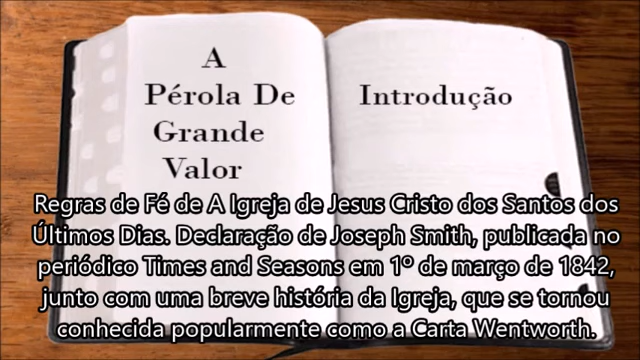 A
Pérola De
Grande
Valor
Introdução
Regras de Fé de A Igreja de Jesus Cristo dos Santos dos
Últimos Dias. Declaração de Joseph Smith, publicada no
periódico Times and Seasons em 1º de março de 1842,
junto com uma breve história da Igreja, que se tornou
conhecida popularmente como a Carta Wentworth.